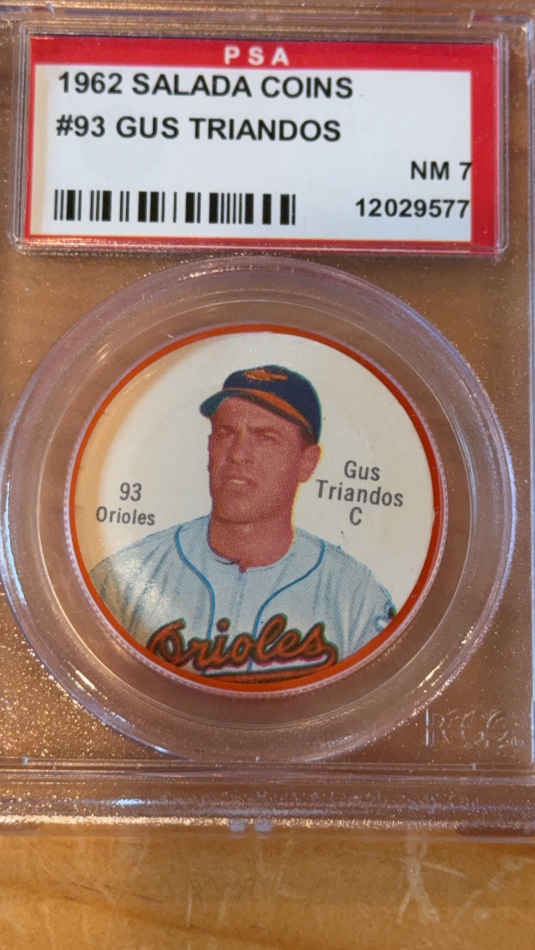 PSA
1962 SALADA COINS
#93 GUS TRIANDOS
NM 7
12029577
93
Orioles
Gus
Triandos
C
Orioles